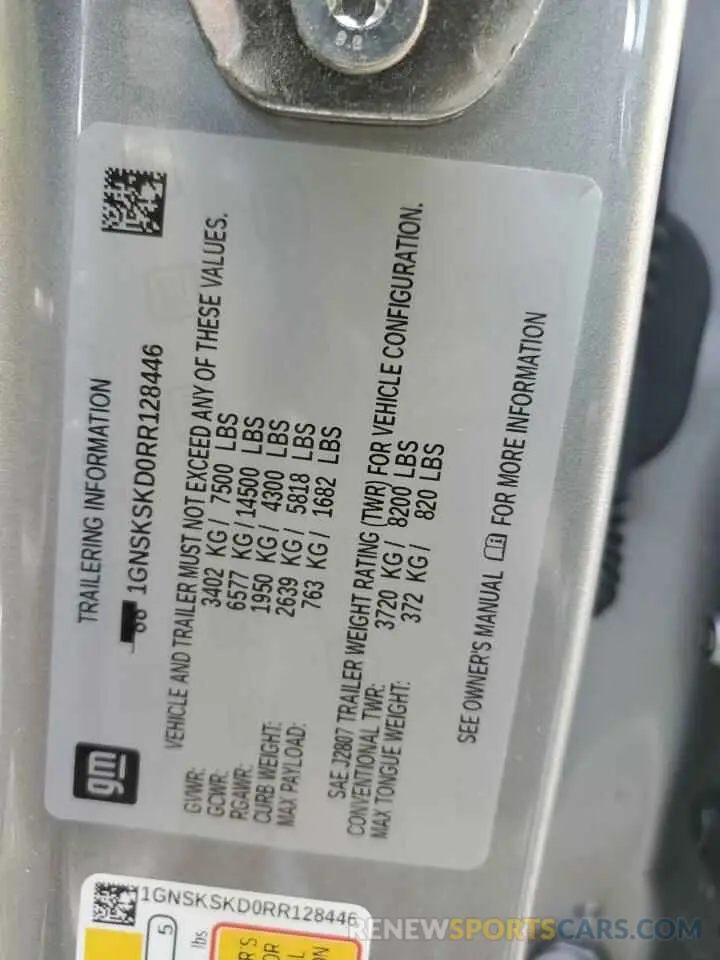 TRAILERING INFORMATION
gm
1GNSKSKD0RR128446
VEHICLE AND TRAILER MUST NOT EXCEED ANY OF THESE VALUES.
GVWR: 3402 KG / 7500 LBS
GCWR: 6577 KG / 14500 LBS
RGAWR: 1950 KG / 4300 LBS
CURB WEIGHT: 2639 KG / 5818 LBS
MAX PAYLOAD: 763 KG / 1682 LBS
SAE J2807 TRAILER WEIGHT RATING (TWR) FOR VEHICLE CONFIGURATION.
CONVENTIONAL TWR: 3720 KG / 8200 LBS
MAX TONGUE WEIGHT: 372 KG / 820 LBS
SEE OWNER'S MANUAL FOR MORE INFORMATION
1GNSKSKD0RR128446
5
lbs
RENEWSPORTSCARS.COM